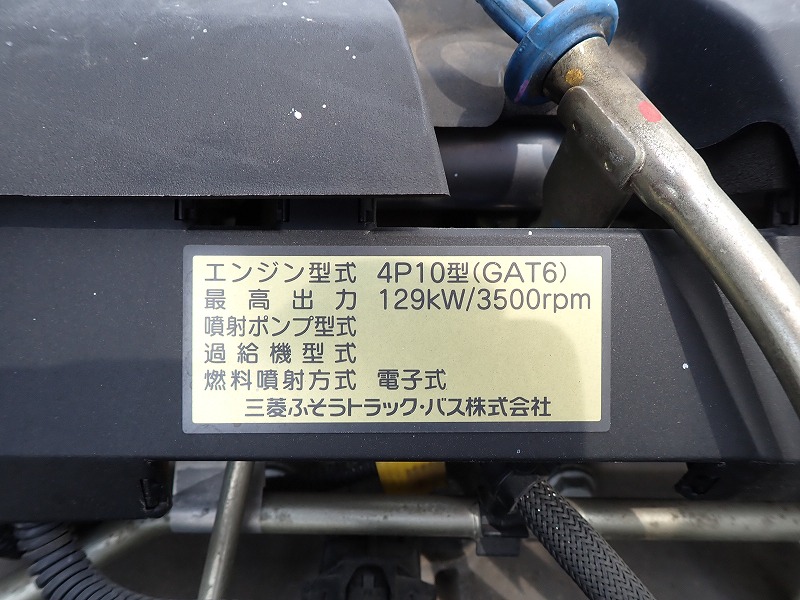 エンジン型式 4P10型(GAT6)
最高出力 129kW/3500rpm
噴射ポンプ型式
過給機型式
燃料噴射方式 電子式
三菱ふそうトラック・バス株式会社